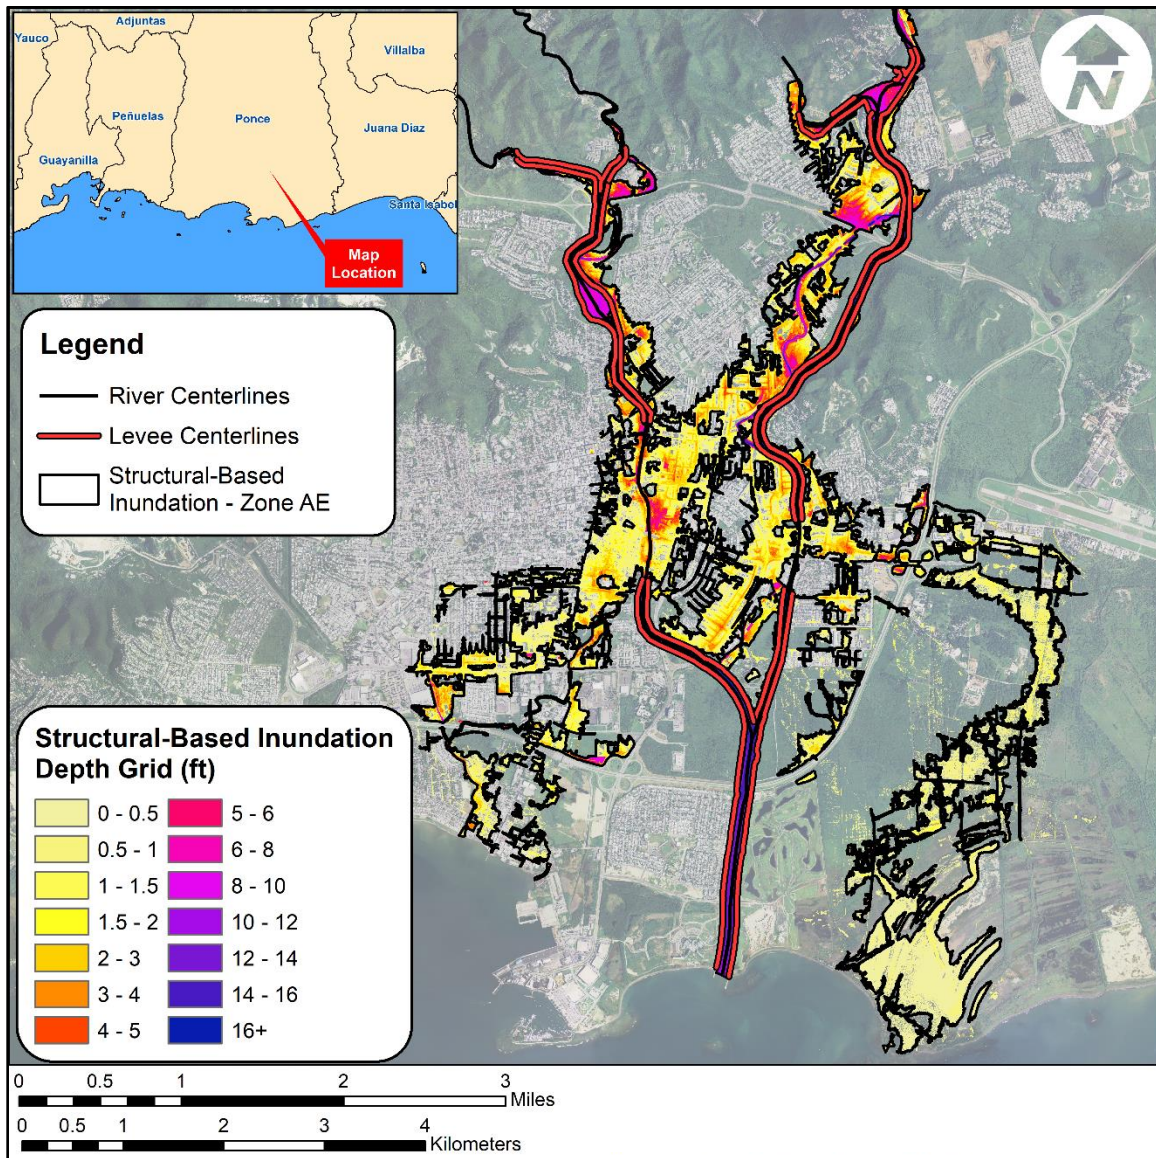 Adjuntas
Yauco
Villalba
Peñuelas
Ponce
Juana Diaz
Guayanilla
Santa Isabel
Map
Location
N
Legend
River Centerlines
Levee Centerlines
Structural-Based
Inundation - Zone AE
Structural-Based Inundation
Depth Grid (ft)
0 - 0.5
0.5 - 1
1 - 1.5
1.5 - 2
2 - 3
3 - 4
4 - 5
5 - 6
6 - 8
8 - 10
10 - 12
12 - 14
14 - 16
16+
0 0.5 1 2 3
Miles
0 0.5 1 2 3 4
Kilometers